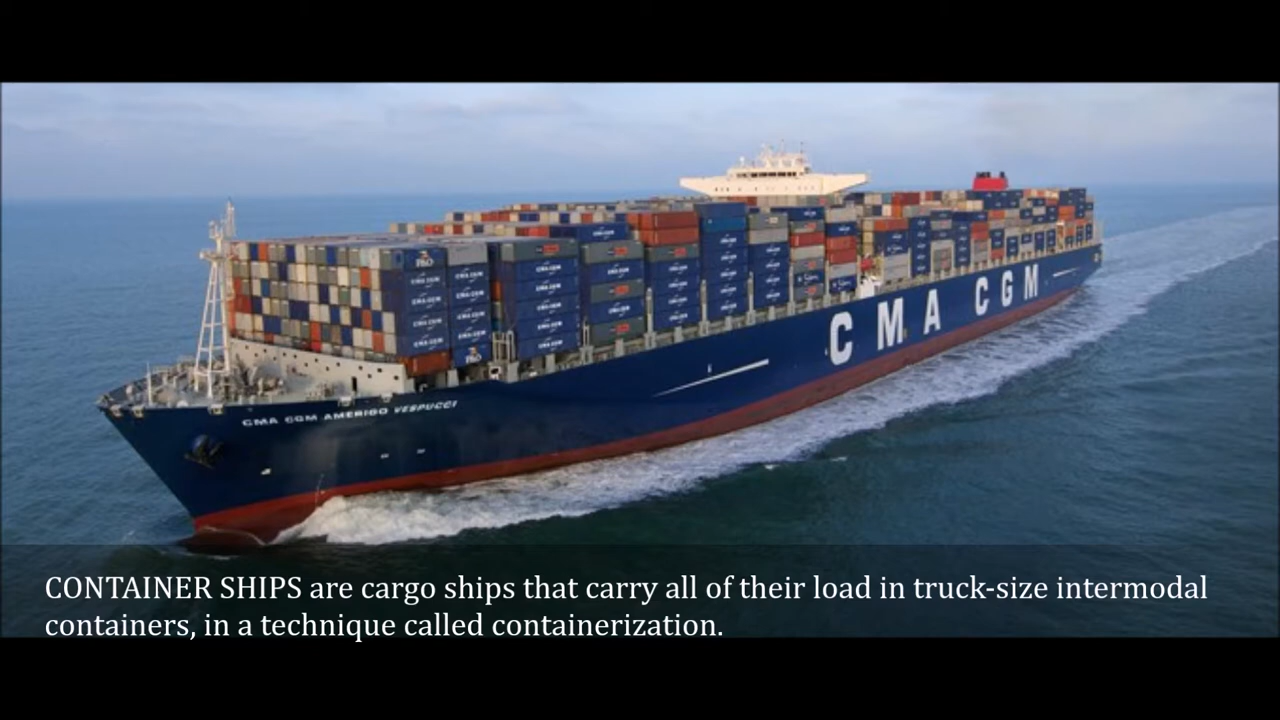 CMA CGM
CMA CGM AMERIGO VESPUCCI
CONTAINER SHIPS are cargo ships that carry all of their load in truck-size intermodal
containers, in a technique called containerization.